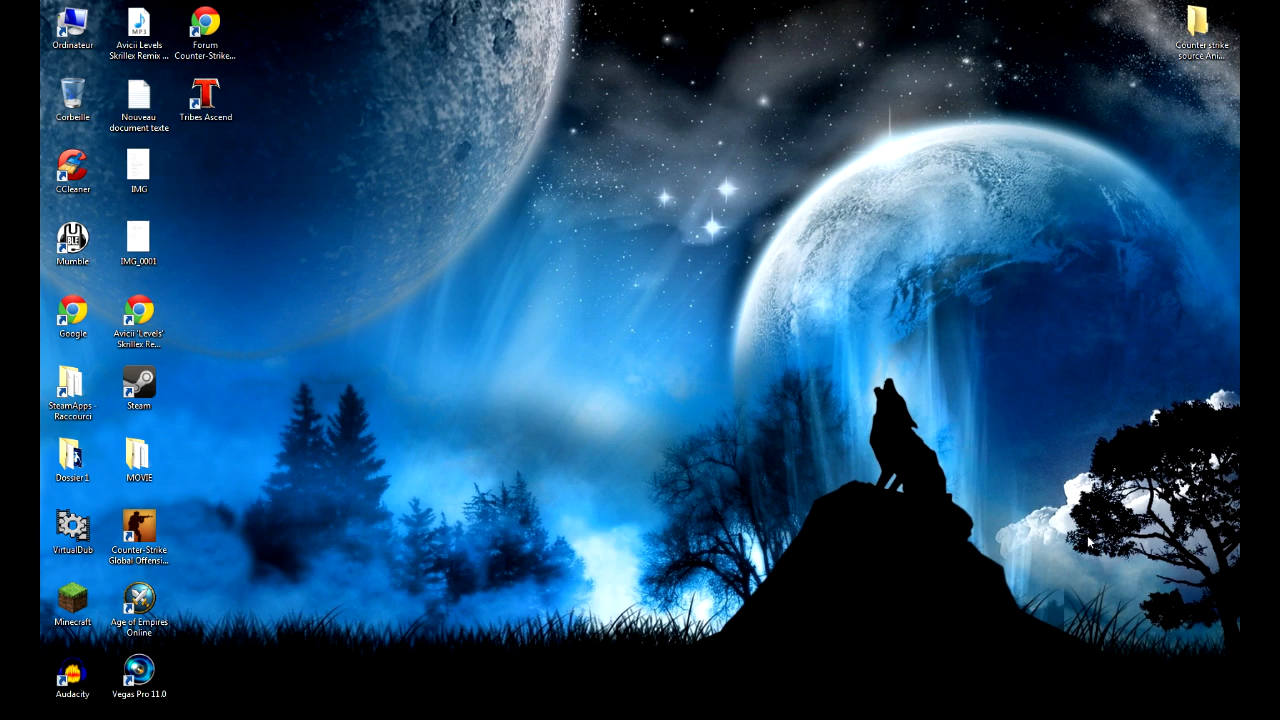 Ordinateur
Avicii Levels
Skrillex Remix ...
MP3
Forum
Counter-Strike...
Corbeille
Nouveau
document texte
Tribes Ascend
CCleaner
IMG
Mumble
IMG_0001
Google
Avicii 'Levels'
Skrillex Re...
SteamApps -
Raccourci
Steam
Dossier1
MOVIE
VirtualDub
Counter-Strike
Global Offensi...
Minecraft
Age of Empires
Online
Audacity
Vegas Pro 11.0
Counter strike
source Ani...